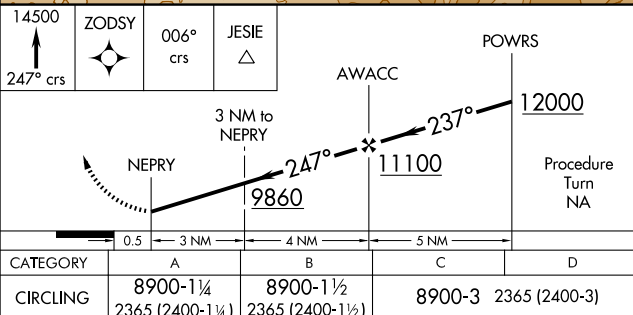 14500
247° crs
ZODSY
006°
crs
JESIE
POWRS
AWACC
3 NM to
NEPRY
NEPRY
247°
237°
12000
11100
9860
Procedure
Turn
NA
0.5 3 NM 4 NM 5 NM
CATEGORY A B C D
CIRCLING 8900-1¼ 8900-1½ 8900-3 2365 (2400-3)
2365 (2400-1¼) 2365 (2400-1½)